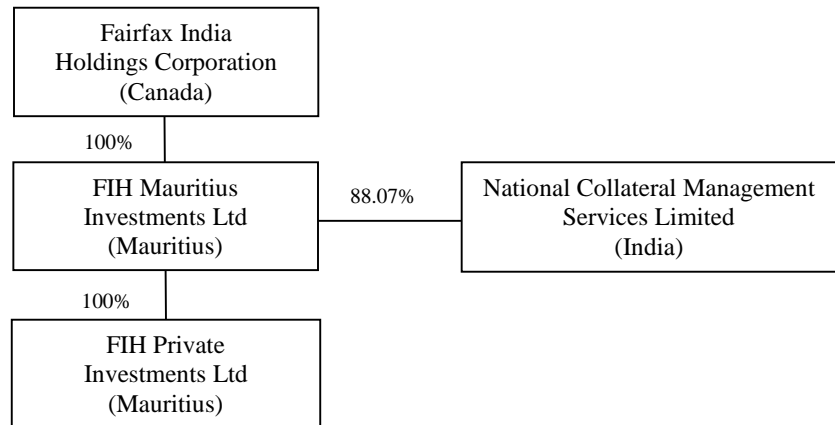 Fairfax India
Holdings Corporation
(Canada)
100%
FIH Mauritius
Investments Ltd
(Mauritius)
88.07%
National Collateral Management
Services Limited
(India)
100%
FIH Private
Investments Ltd
(Mauritius)